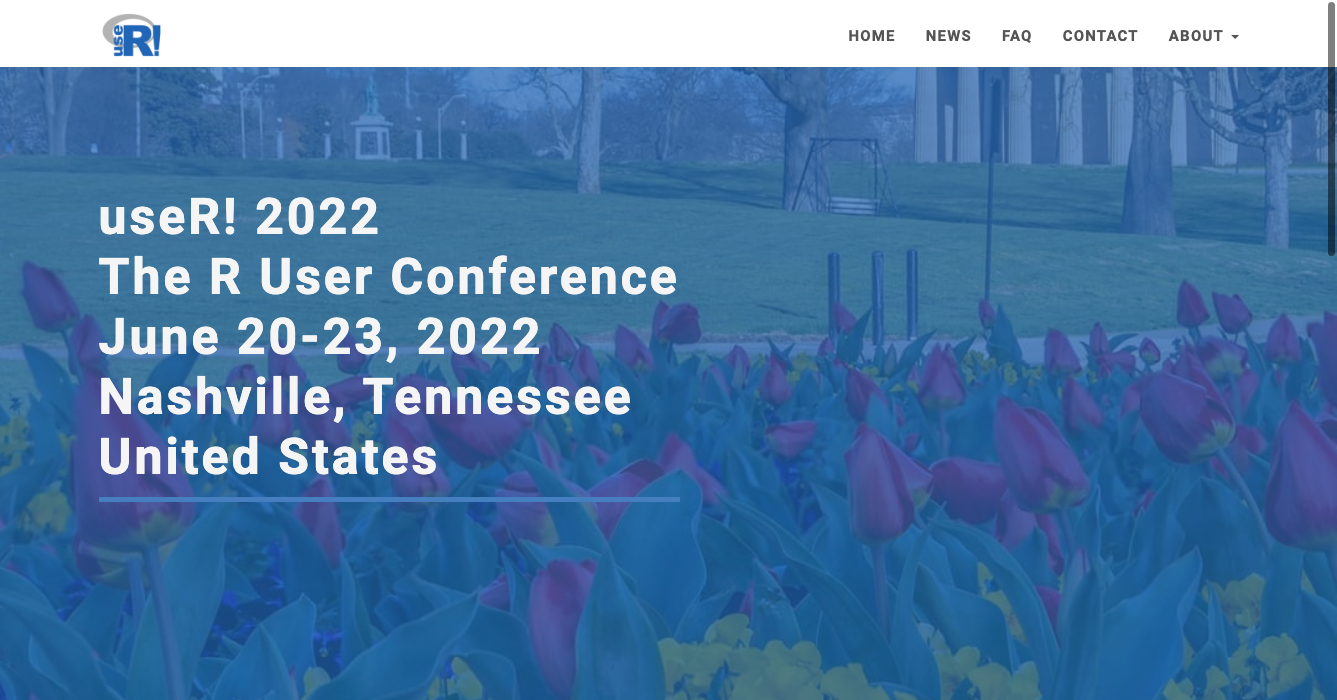 useR!
HOME NEWS FAQ CONTACT ABOUT
useR! 2022
The R User Conference
June 20-23, 2022
Nashville, Tennessee
United States